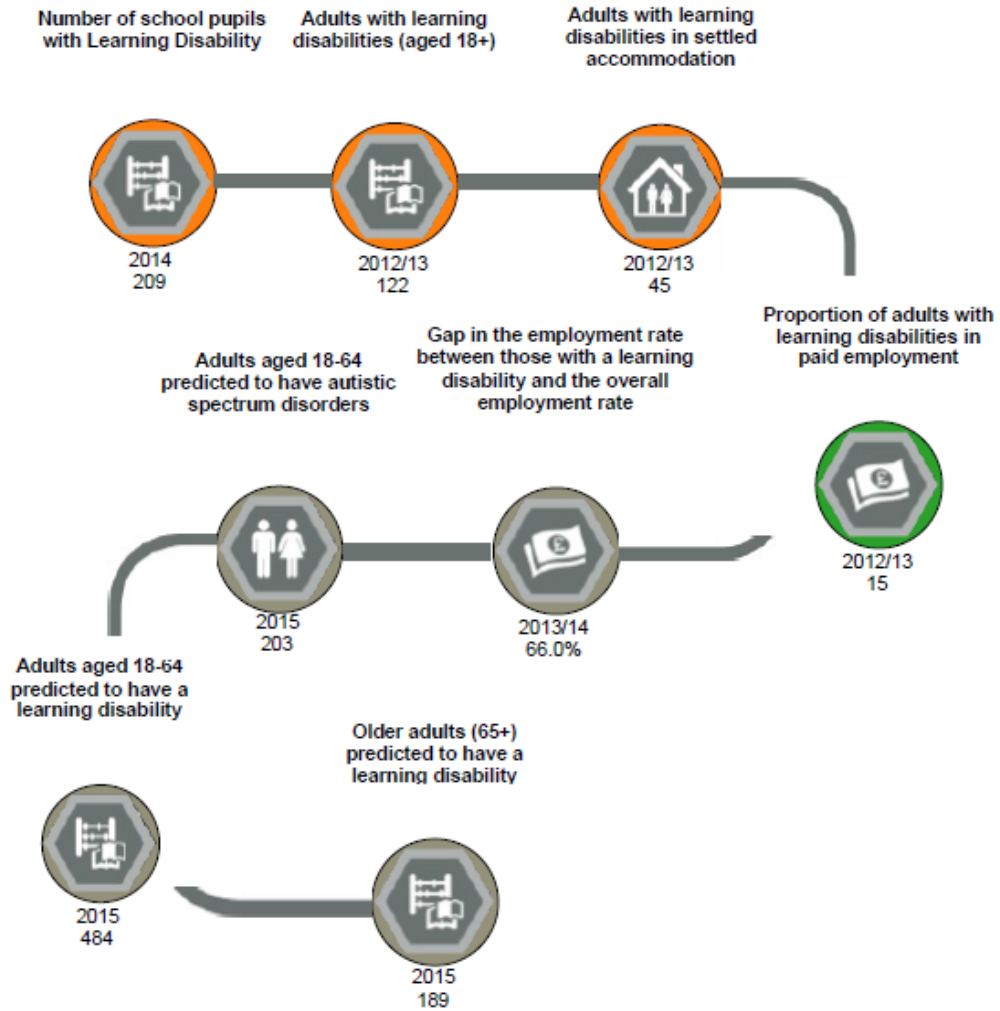 Number of school pupils
with Learning Disability
Adults with learning
disabilities (aged 18+)
Adults with learning
disabilities in settled
accommodation
2014
209
2012/13
122
2012/13
45
Proportion of adults with
learning disabilities in
paid employment
2012/13
15
Gap in the employment rate
between those with a learning
disability and the overall
employment rate
£
2013/14
66.0%
Adults aged 18-64
predicted to have autistic
spectrum disorders
2015
203
Adults aged 18-64
predicted to have a
learning disability
2015
484
Older adults (65+)
predicted to have a
learning disability
2015
189
£